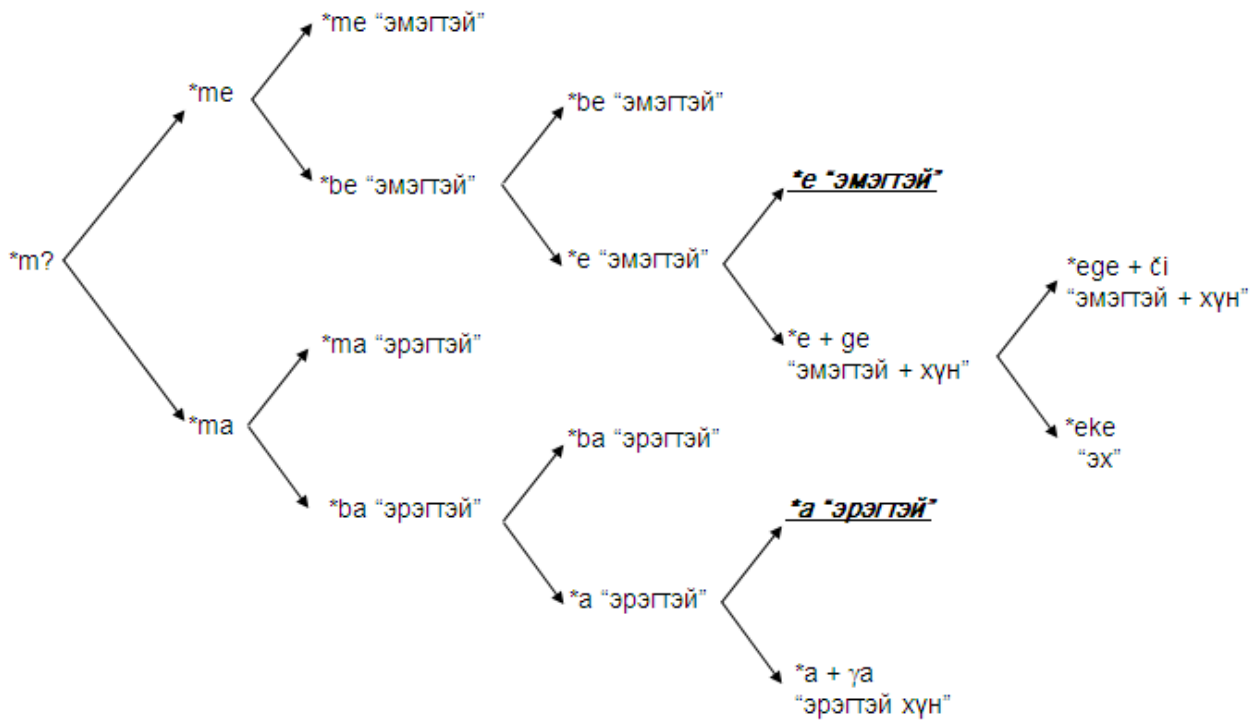 *me “эмэгтэй”
*me
*be “эмэгтэй”
*be “эмэгтэй”
*e “эмэгтэй”
*m?
*e “эмэгтэй”
*ege + či
“эмэгтэй + хүн”
*e + ge
“эмэгтэй + хүн”
*ma “эрэгтэй”
*ma
*eke
“эх”
*ba “эрэгтэй”
*ba “эрэгтэй”
*a “эрэгтэй”
*a “эрэгтэй”
*a + γa
“эрэгтэй хүн”